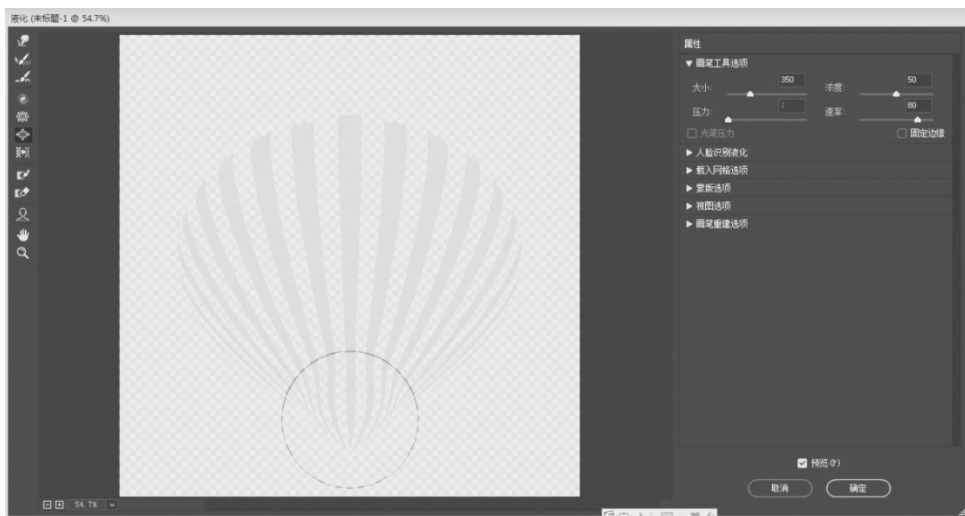 液化 (未标题-1 @ 54.7%)
属性
▼ 画笔工具选项
大小: 350 浓度: 50
压力: 1 速率: 80
光笔压力 固定边缘
▶ 人脸识别液化
▶ 载入网格选项
▶ 蒙版选项
▶ 视图选项
▶ 画笔重建选项
预览(P)
取消 确定
54.7%